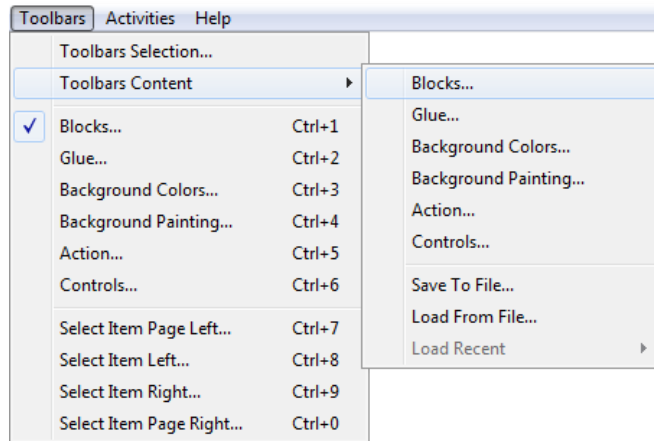 Toolbars Activities Help
Toolbars Selection...
Toolbars Content
Blocks... Ctrl+1
Glue... Ctrl+2
Background Colors... Ctrl+3
Background Painting... Ctrl+4
Action... Ctrl+5
Controls... Ctrl+6
Select Item Page Left... Ctrl+7
Select Item Left... Ctrl+8
Select Item Right... Ctrl+9
Select Item Page Right... Ctrl+0
Blocks...
Glue...
Background Colors...
Background Painting...
Action...
Controls...
Save To File...
Load From File...
Load Recent